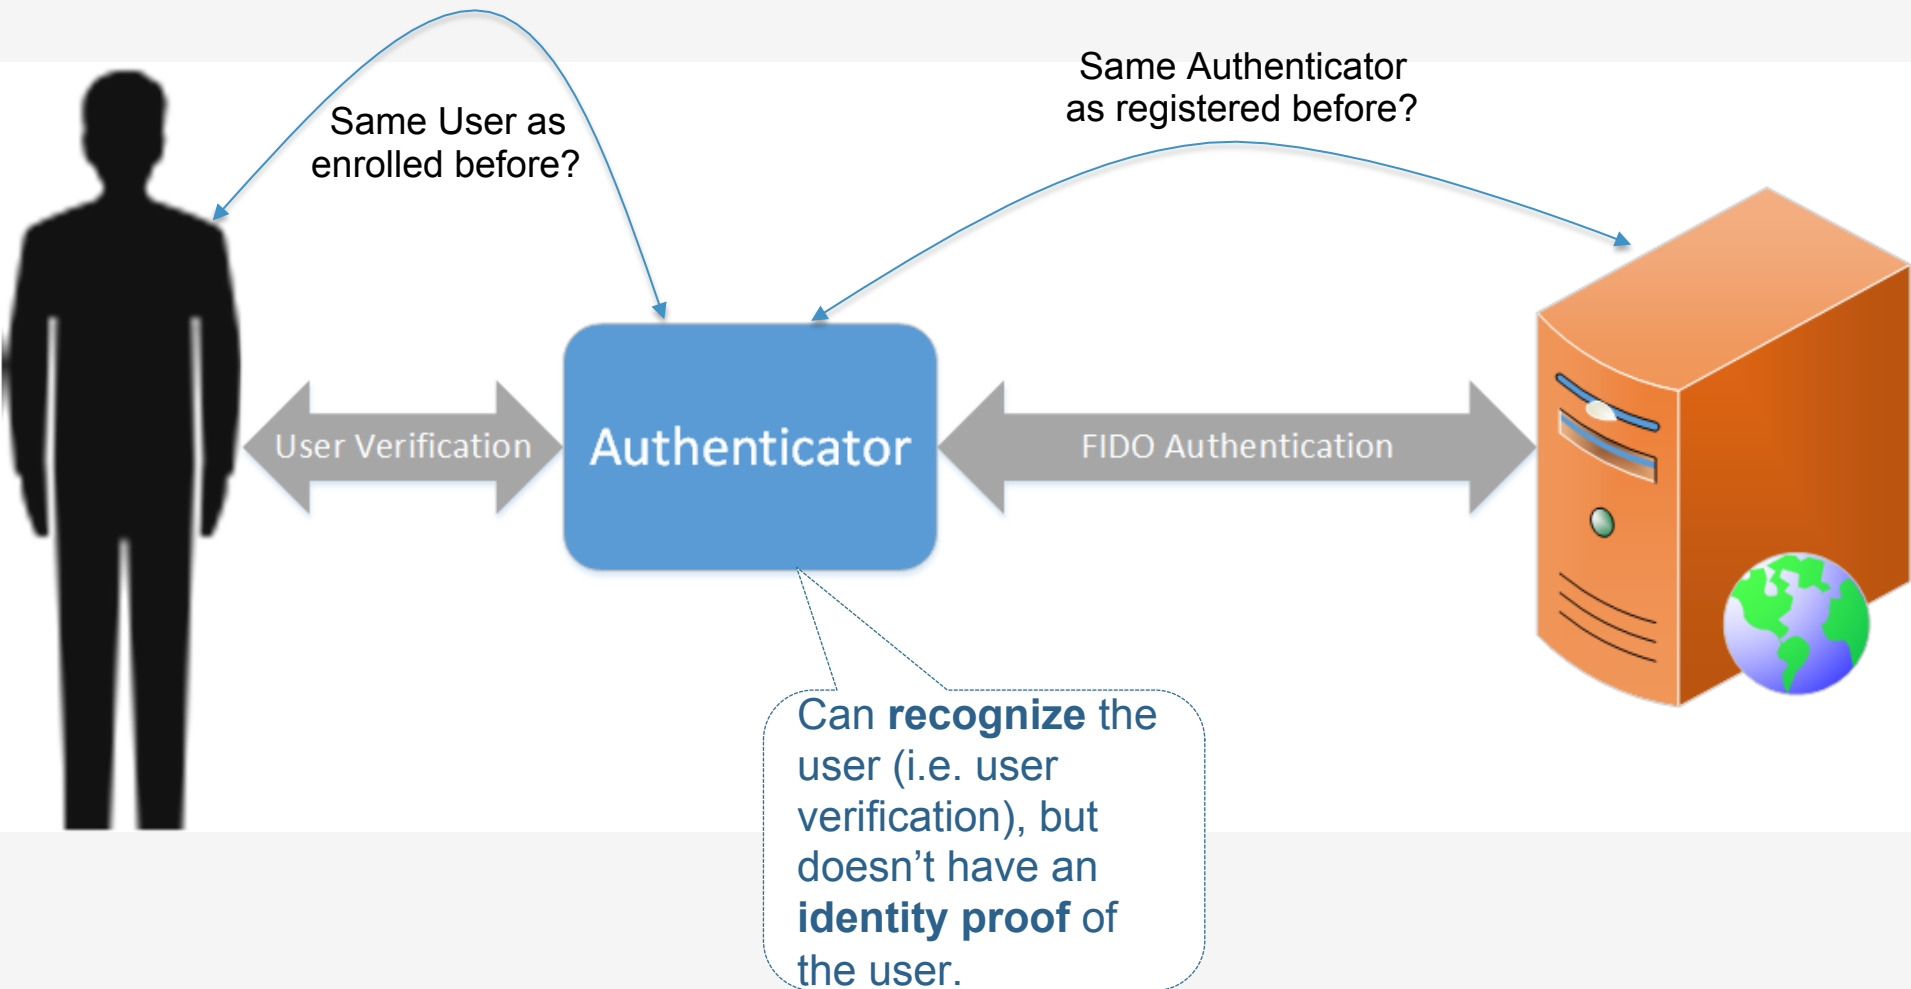 Same User as
enrolled before?
Same Authenticator
as registered before?
User Verification
Authenticator
FIDO Authentication
Can recognize the
user (i.e. user
verification), but
doesn’t have an
identity proof of
the user.